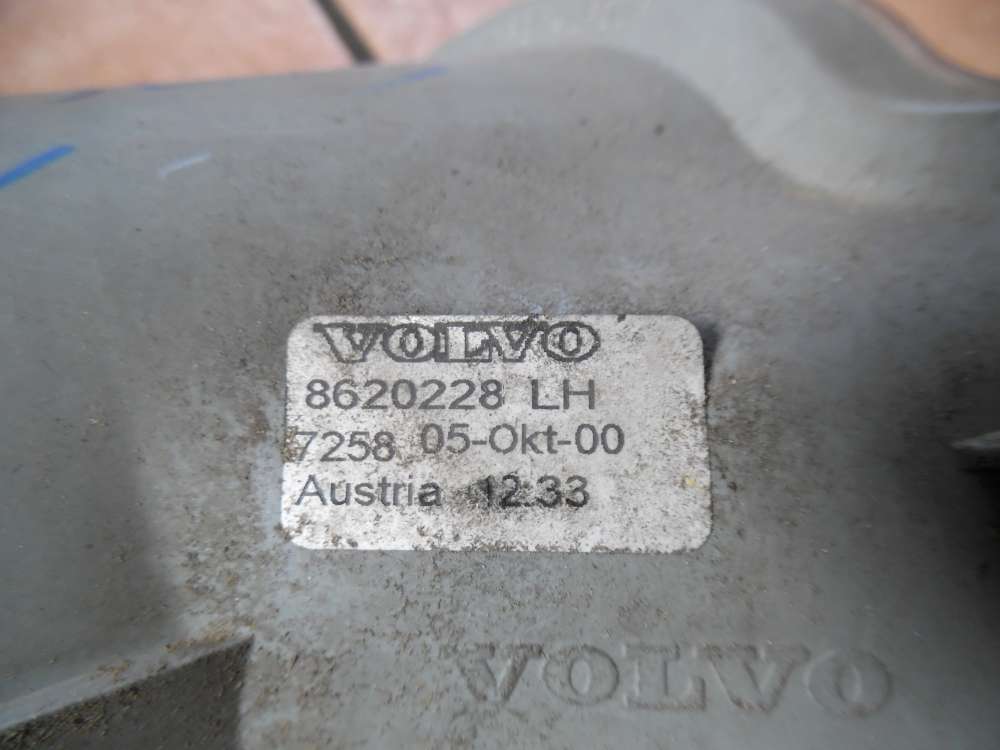 VOLVO
8620228 LH
7258 05-Okt-00
Austria 12:33
VOLVO